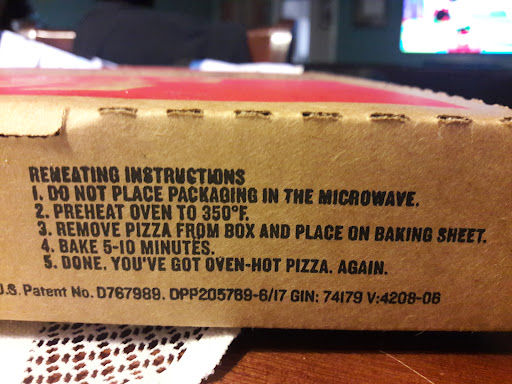 REHEATING INSTRUCTIONS
1. DO NOT PLACE PACKAGING IN THE MICROWAVE.
2. PREHEAT OVEN TO 350°F.
3. REMOVE PIZZA FROM BOX AND PLACE ON BAKING SHEET.
4. BAKE 5-10 MINUTES.
5. DONE. YOU'VE GOT OVEN-HOT PIZZA. AGAIN.
U.S. Patent No. D767989. DPP205789-6/17 GIN: 74179 V:4208-06